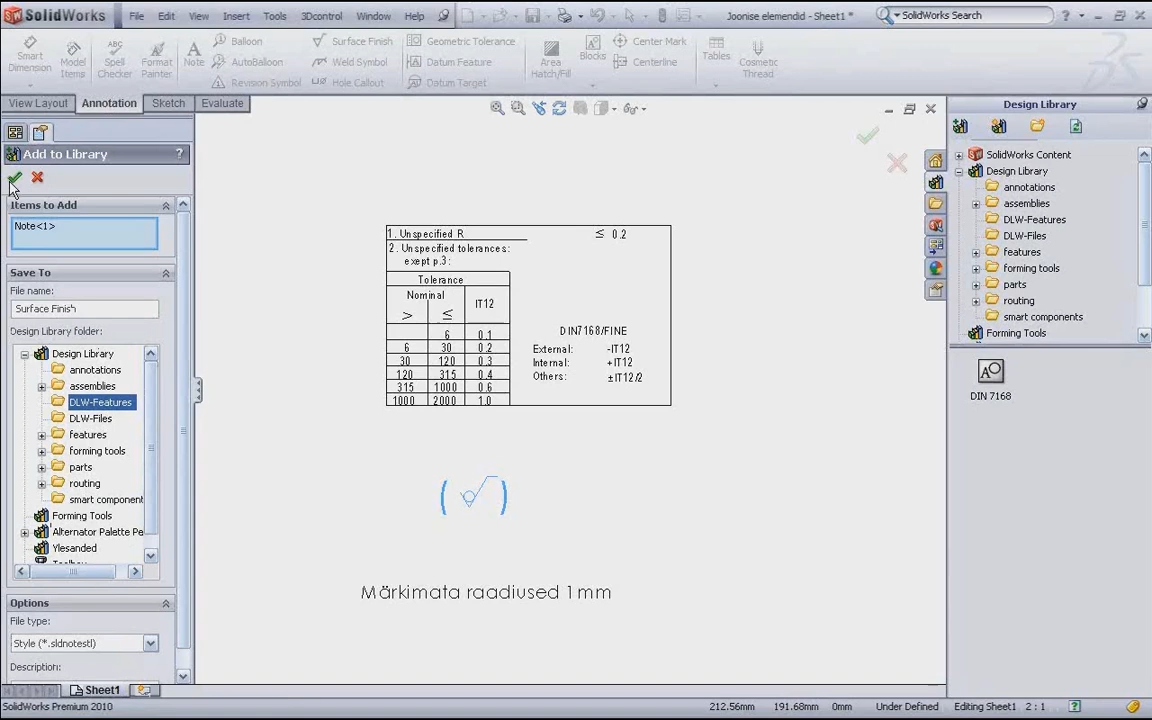 SolidWorks
File Edit View Insert Tools 3Dcontrol Window Help
Joonise elemendid - Sheet1 *
SolidWorks Search
Smart Dimension
Model Items
Spell Checker
Format Painter
Note
Balloon
AutoBalloon
Revision Symbol
Surface Finish
Weld Symbol
Hole Callout
Geometric Tolerance
Datum Feature
Datum Target
Area Hatch/Fill
Blocks
Center Mark
Centerline
Tables
Cosmetic Thread
View Layout Annotation Sketch Evaluate
Add to Library ?
Items to Add
Note<1>
Save To
File name:
Surface Finish
Design Library folder:
Design Library
annotations
assemblies
DLW-Features
DLW-Files
features
forming tools
parts
routing
smart component
Forming Tools
Alternator Palette Pe
Ylesanded
Options
File type:
Style (*.sldnotestl)
Description:
Sheet1
1. Unspecified R ≤ 0.2
2. Unspecified tolerances:
exept p.3:
Tolerance
Nominal IT12
> ≤
6 0.1
6 30 0.2
30 120 0.3
120 315 0.4
315 1000 0.6
1000 2000 1.0
DIN7168/FINE
External: -IT12
Internal: +IT12
Others: ±IT12/2
Märkimata raadiused 1mm
Design Library
SolidWorks Content
Design Library
annotations
assemblies
DLW-Features
DLW-Files
features
forming tools
parts
routing
smart components
Forming Tools
DIN 7168
SolidWorks Premium 2010
212.56mm 191.68mm 0mm Under Defined Editing Sheet1 2 : 1